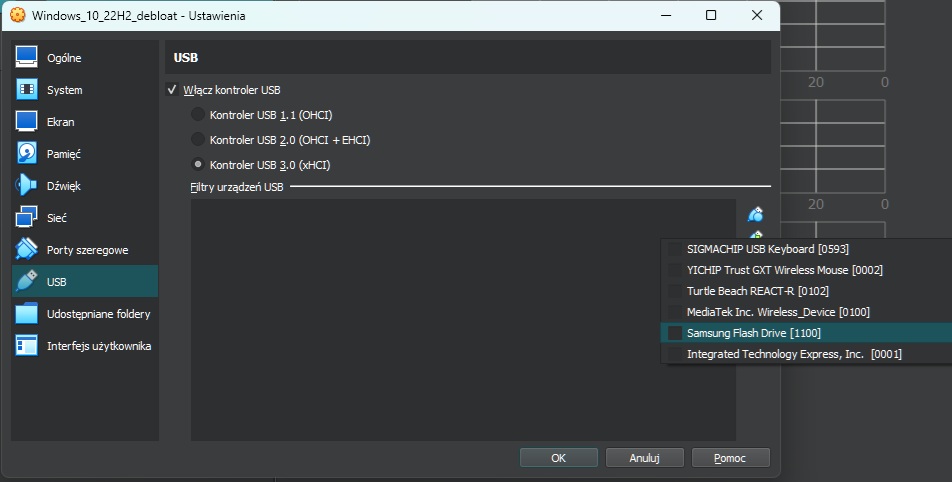 Windows_10_22H2_debloat - Ustawienia
Ogólne
System
Ekran
Pamięć
Dźwięk
Sieć
Porty szeregowe
USB
Udostępniane foldery
Interfejs użytkownika
USB
Włącz kontroler USB
Kontroler USB 1.1 (OHCI)
Kontroler USB 2.0 (OHCI + EHCI)
Kontroler USB 3.0 (xHCI)
Filtry urządzeń USB
SIGMACHIP USB Keyboard [0593]
YICHIP Trust GXT Wireless Mouse [0002]
Turtle Beach REACT-R [0102]
MediaTek Inc. Wireless_Device [0100]
Samsung Flash Drive [1100]
Integrated Technology Express, Inc. [0001]
OK
Anuluj
Pomoc
20 0
20 0